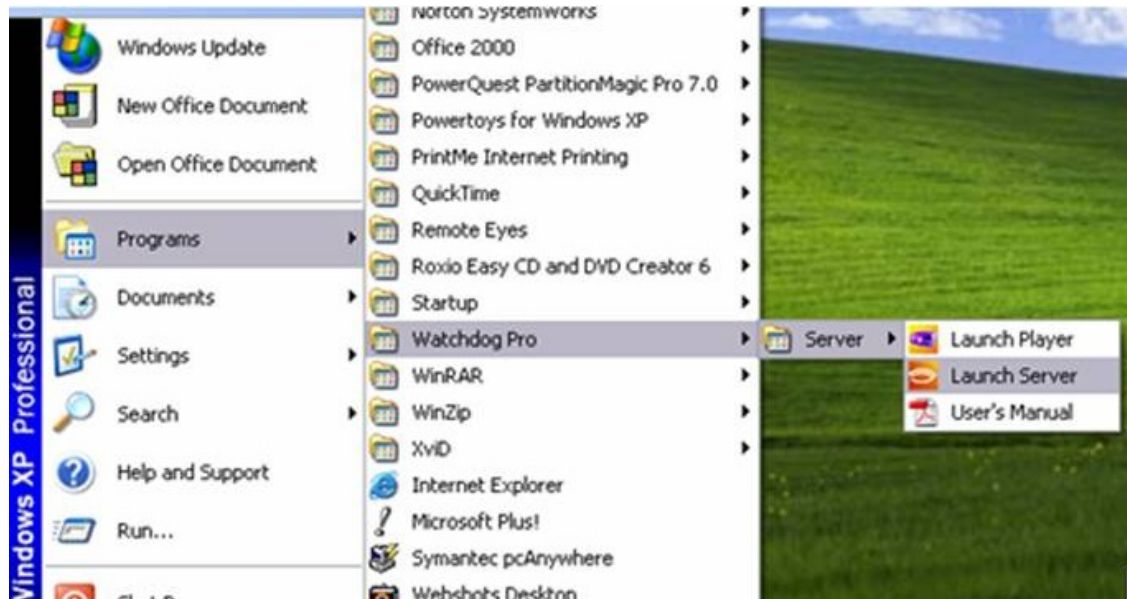 Windows XP Professional
Windows Update
New Office Document
Open Office Document
Programs
Documents
Settings
Search
Help and Support
Run...
Norton SystemWorks
Office 2000
PowerQuest PartitionMagic Pro 7.0
Powertoys for Windows XP
PrintMe Internet Printing
QuickTime
Remote Eyes
Roxio Easy CD and DVD Creator 6
Startup
Watchdog Pro
WinRAR
WinZip
XviD
Internet Explorer
Microsoft Plus!
Symantec pcAnywhere
Webshots Desktop
Server
Launch Player
Launch Server
User's Manual